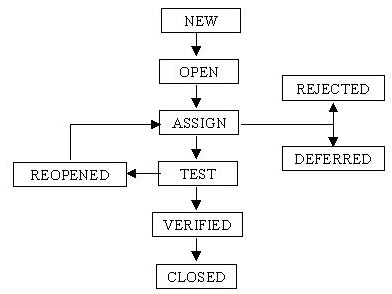 NEW
OPEN
REJECTED
ASSIGN
DEFERRED
REOPENED
TEST
VERIFIED
CLOSED